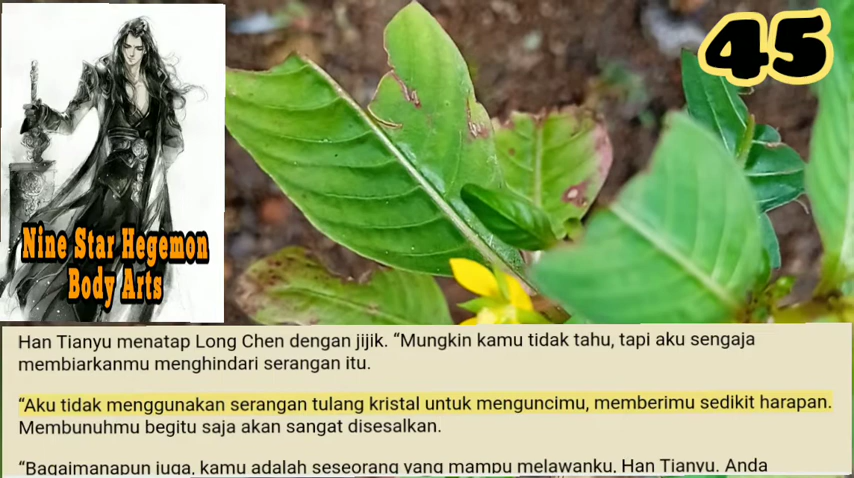 45
Nine Star Hegemon
Body Arts
Han Tianyu menatap Long Chen dengan jijik. “Mungkin kamu tidak tahu, tapi aku sengaja
membiarkanmu menghindari serangan itu.
“Aku tidak menggunakan serangan tulang kristal untuk menguncimu, memberimu sedikit harapan.
Membunuhmu begitu saja akan sangat disesalkan.
“Bagaimanapun juga, kamu adalah seseorang yang mampu melawanku, Han Tianyu. Anda